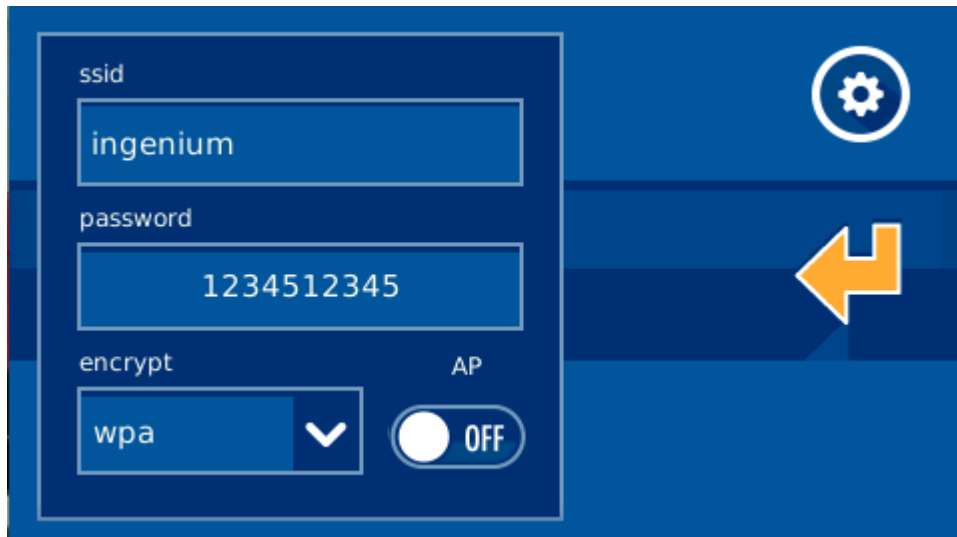 ssid
ingenium
password
1234512345
encrypt
AP
wpa
OFF